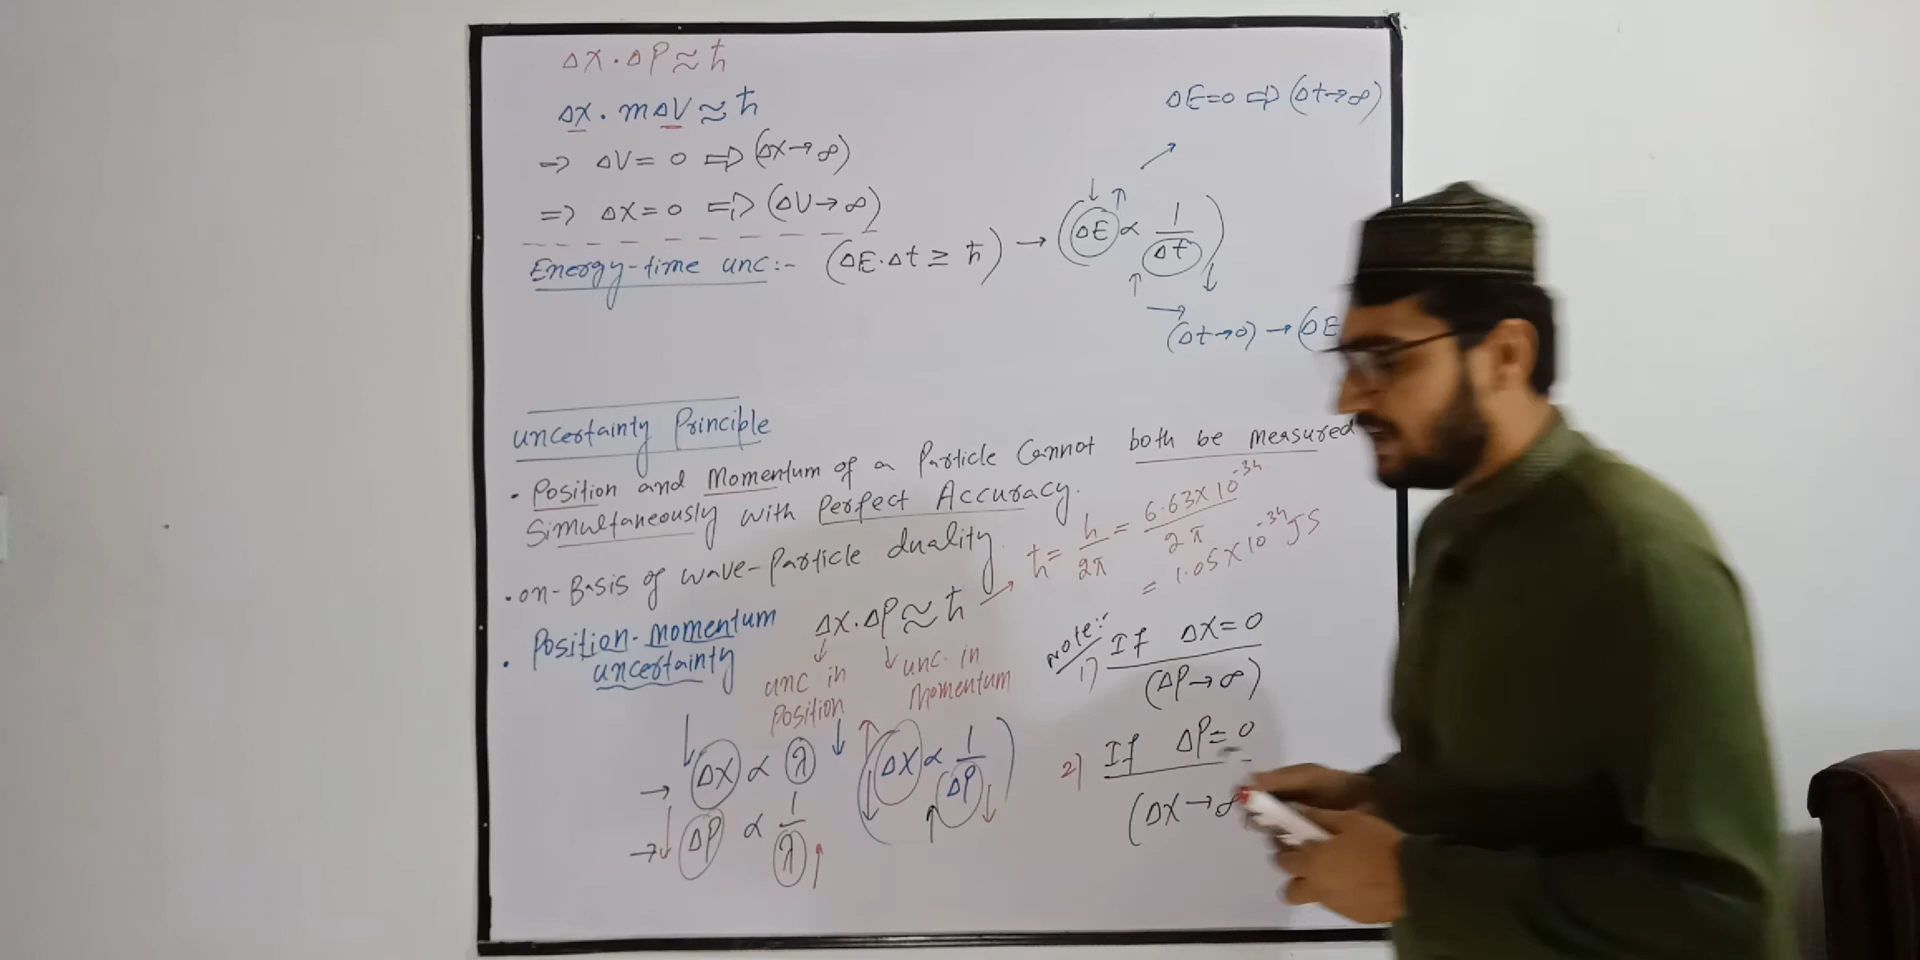 Δx · ΔP ≈ ħ
Δx · mΔV ≈ ħ
⇒ ΔV = 0 ⇒ (Δx → ∞)
⇒ Δx = 0 ⇒ (ΔV → ∞)
Energy-time unc:- (ΔE·Δt ≥ ħ) → (ΔE ∝ 1/Δt)
ΔE=0 ⇒ (Δt→∞)
(Δt→0) → (ΔE
Uncertainty Principle
• Position and Momentum of a Particle Cannot both be measured
Simultaneously with Perfect Accuracy.
• on-Basis of wave-Particle duality.
• Position-momentum uncertainty
Δx·ΔP ≈ ħ → ħ = h/2π = 6.63×10⁻³⁴/2π
= 1.05×10⁻³⁴ JS
unc in Position
unc. in Momentum
→ Δx ∝ λ
→ ΔP ∝ 1/λ
(Δx ∝ 1/ΔP)
Note:-
1) If Δx=0
(ΔP→∞)
2) If ΔP=0
(Δx→∞